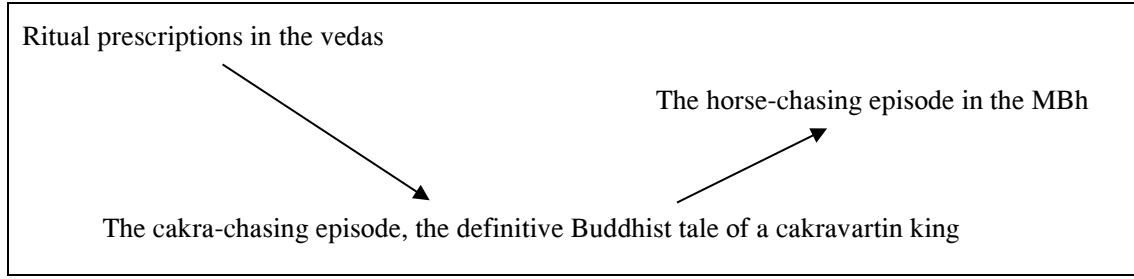 Ritual prescriptions in the vedas
The horse-chasing episode in the MBh
The cakra-chasing episode, the definitive Buddhist tale of a cakravartin king